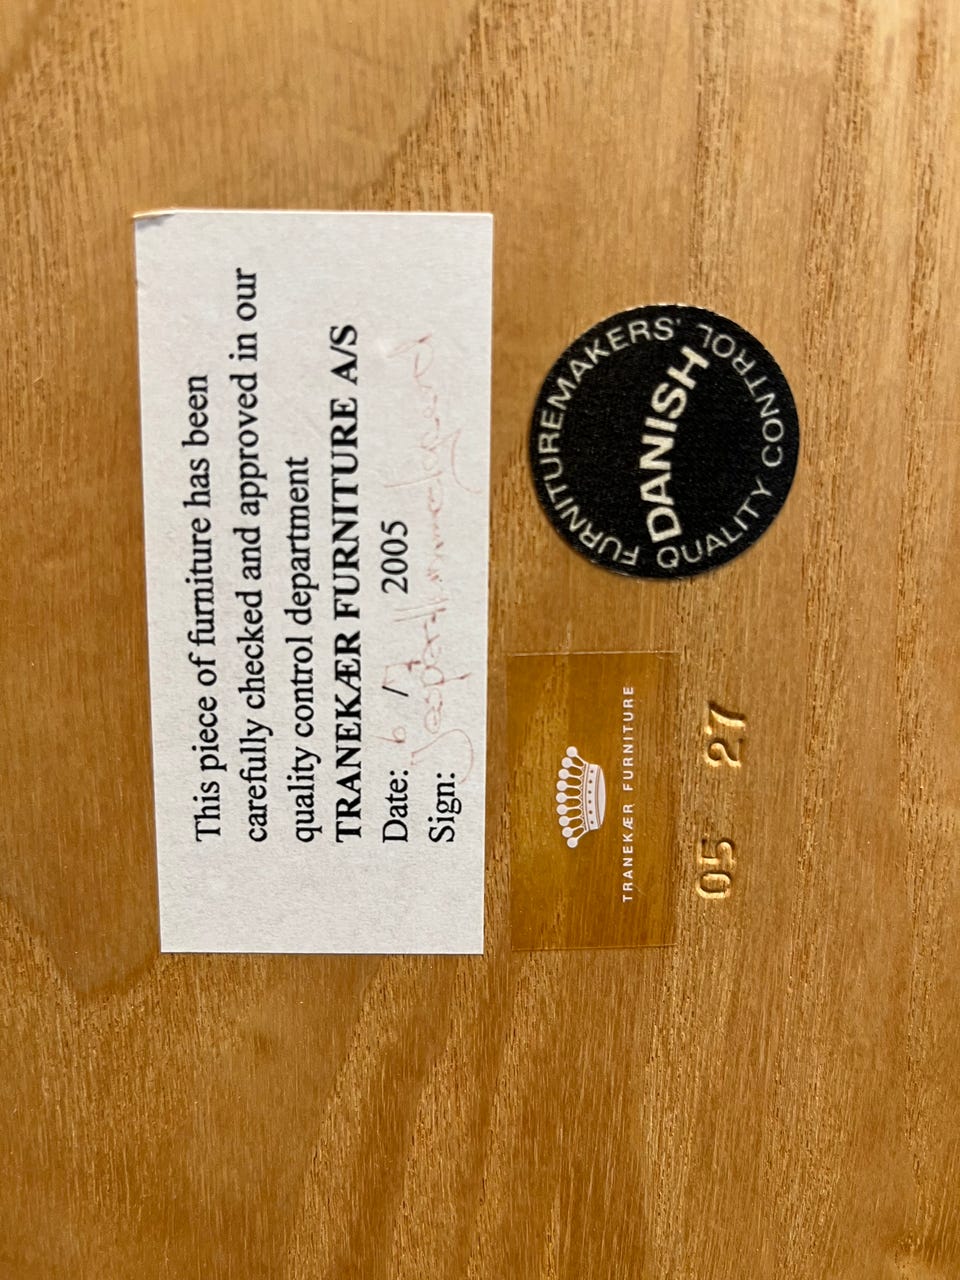 This piece of furniture has been
carefully checked and approved in our
quality control department
TRANEKÆR FURNITURE A/S
Date: 6/7 2005
Sign: Jesper
TRANEKÆR FURNITURE
05 27
FURNITUREMAKERS'
DANISH
QUALITY CONTROL